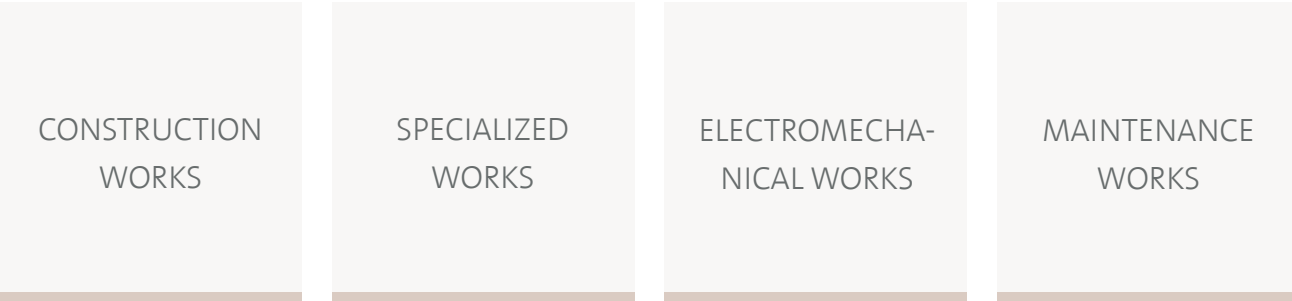 CONSTRUCTION
WORKS
SPECIALIZED
WORKS
ELECTROMECHA-
NICAL WORKS
MAINTENANCE
WORKS